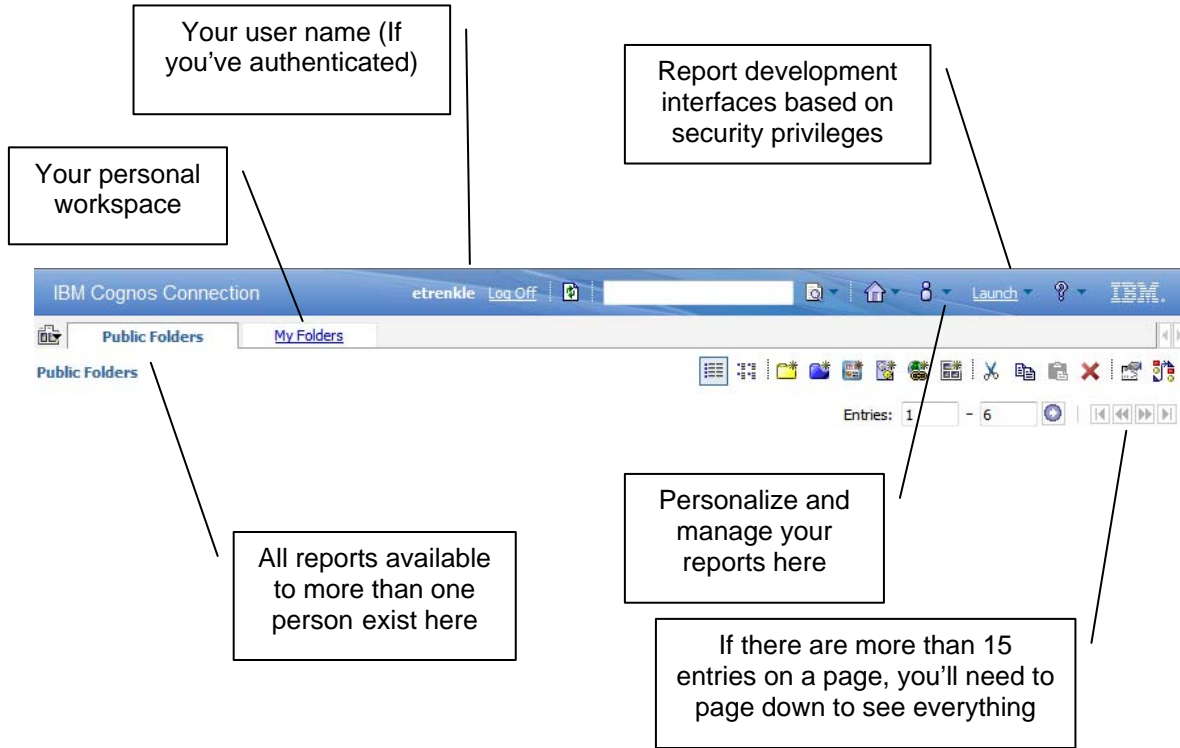 Your user name (If
you’ve authenticated)
Report development
interfaces based on
security privileges
Your personal
workspace
IBM Cognos Connection
etrenkle Log Off
Launch
IBM.
Public Folders
My Folders
Public Folders
Entries: 1 - 6
Personalize and
manage your
reports here
All reports available
to more than one
person exist here
If there are more than 15
entries on a page, you’ll need to
page down to see everything